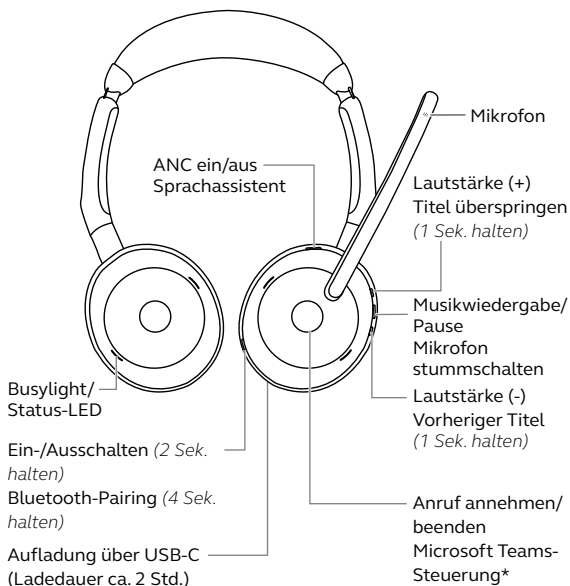 Mikrofon
ANC ein/aus
Sprachassistent
Lautstärke (+)
Titel überspringen
(1 Sek. halten)
Musikwiedergabe/
Pause
Mikrofon
stummschalten
Busylight/
Status-LED
Lautstärke (-)
Vorheriger Titel
(1 Sek. halten)
Ein-/Ausschalten (2 Sek.
halten)
Bluetooth-Pairing (4 Sek.
halten)
Aufladung über USB-C
(Ladedauer ca. 2 Std.)
Anruf annehmen/
beenden
Microsoft Teams-
Steuerung*